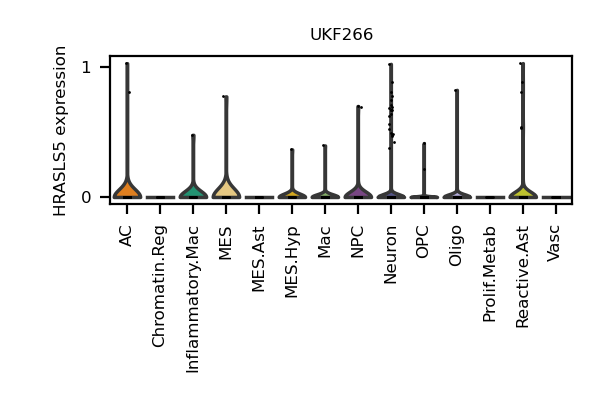 UKF266
HRASLS5 expression
1
0
AC
Chromatin.Reg
Inflammatory.Mac
MES
MES.Ast
MES.Hyp
Mac
NPC
Neuron
OPC
Oligo
Prolif.Metab
Reactive.Ast
Vasc